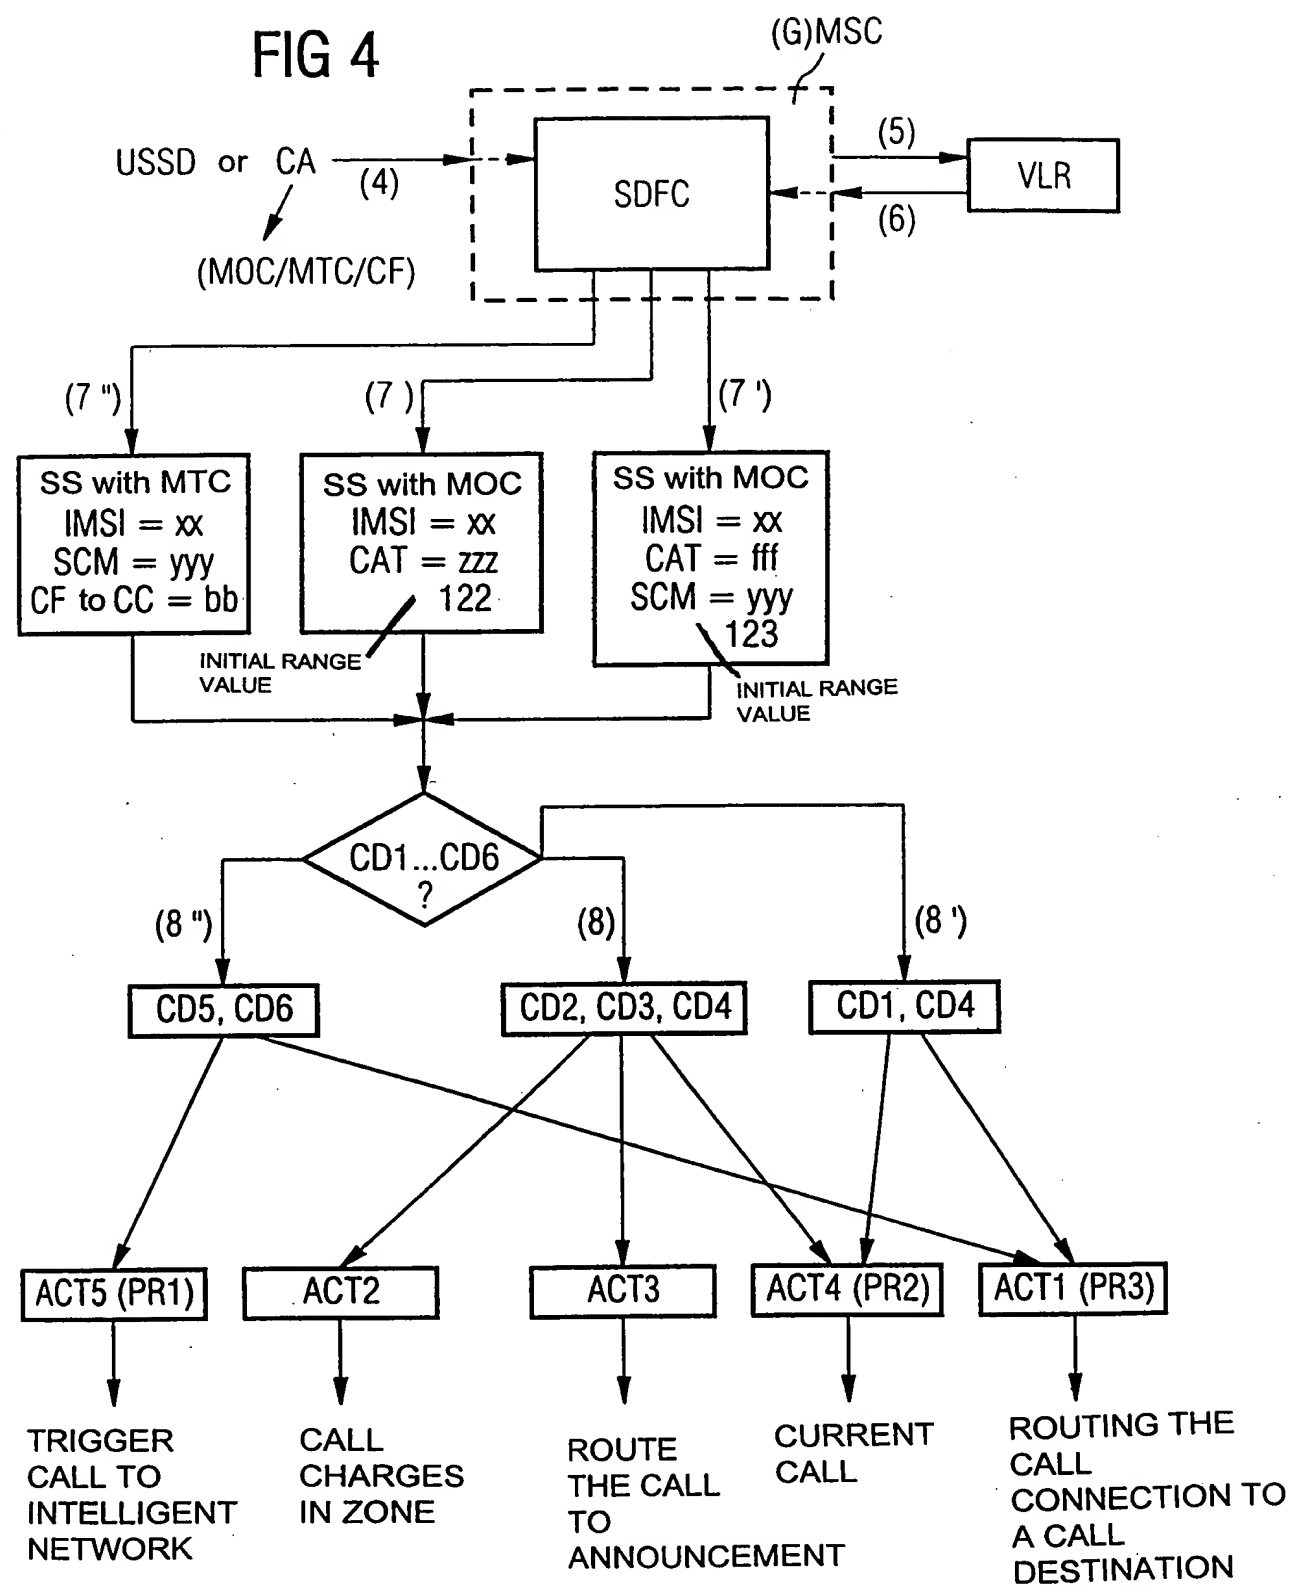 FIG 4
(G)MSC
USSD or CA
(4)
(MOC/MTC/CF)
SDFC
(5)
(6)
VLR
(7 ")
(7 )
(7 ')
SS with MTC
IMSI = xx
SCM = yyy
CF to CC = bb
SS with MOC
IMSI = xx
CAT = zzz
122
INITIAL RANGE
VALUE
SS with MOC
IMSI = xx
CAT = fff
SCM = yyy
123
INITIAL RANGE
VALUE
CD1...CD6
?
(8 ")
(8)
(8 ')
CD5, CD6
CD2, CD3, CD4
CD1, CD4
ACT5 (PR1)
ACT2
ACT3
ACT4 (PR2)
ACT1 (PR3)
TRIGGER
CALL TO
INTELLIGENT
NETWORK
CALL
CHARGES
IN ZONE
ROUTE
THE CALL
TO
ANNOUNCEMENT
CURRENT
CALL
ROUTING THE
CALL
CONNECTION TO
A CALL
DESTINATION